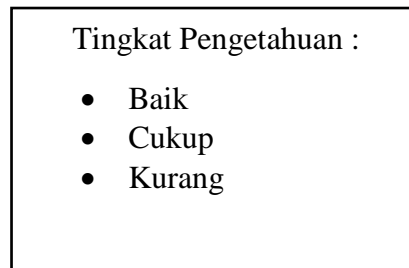 Tingkat Pengetahuan :
• Baik
• Cukup
• Kurang